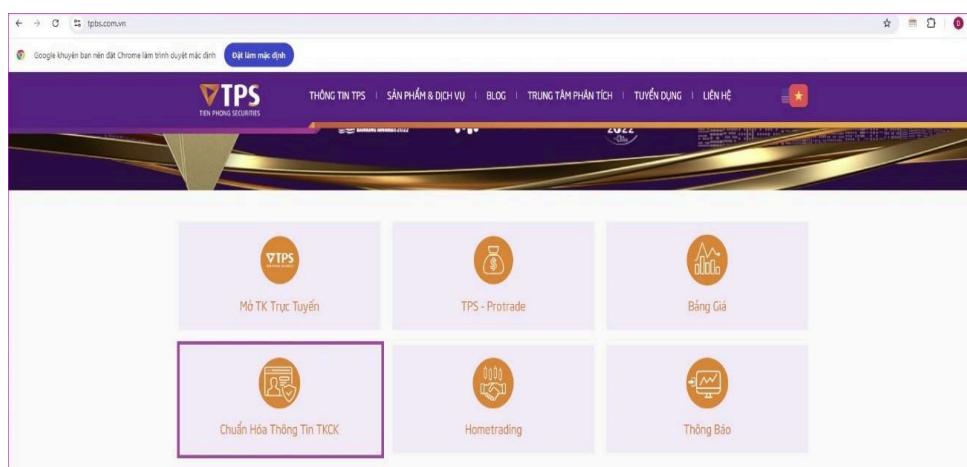 tpbs.com.vn
Google khuyên bạn nên đặt Chrome làm trình duyệt mặc định
Đặt làm mặc định
TPS
TIEN PHONG SECURITIES
THÔNG TIN TPS | SẢN PHẨM & DỊCH VỤ | BLOG | TRUNG TÂM PHÂN TÍCH | TUYỂN DỤNG | LIÊN HỆ
2022
TPS
Mở TK Trực Tuyến
TPS - Protrade
Bảng Giá
Chuẩn Hóa Thông Tin TKCK
Hometrading
Thông Báo